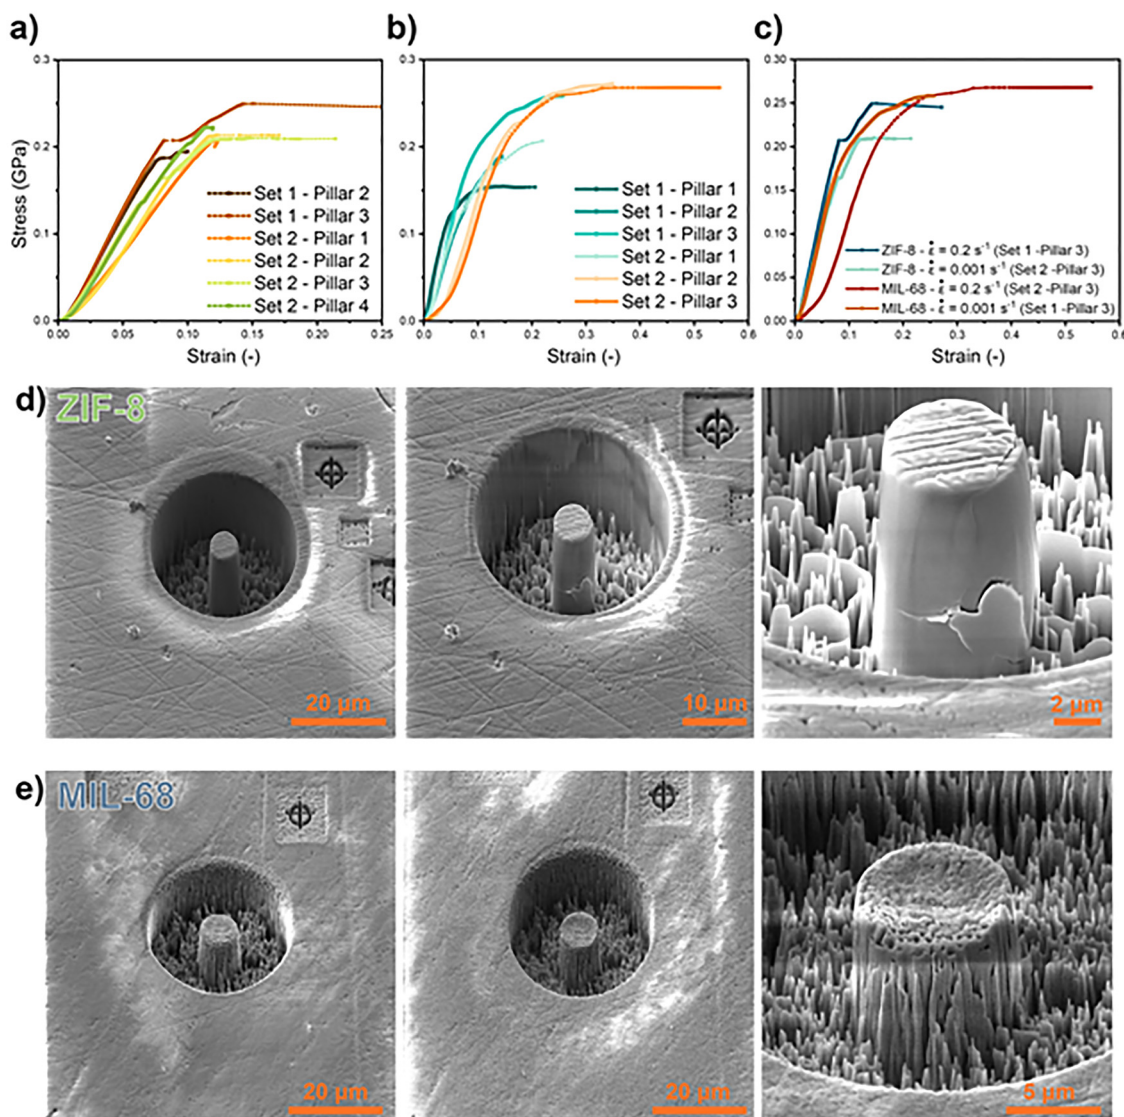 a)
b)
c)
Stress (GPa)
0.3
0.2
0.1
0.0
0.00 0.05 0.10 0.15 0.20 0.25
Strain (-)
Set 1 - Pillar 2
Set 1 - Pillar 3
Set 2 - Pillar 1
Set 2 - Pillar 2
Set 2 - Pillar 3
Set 2 - Pillar 4
0.3
0.2
0.1
0.0
0.0 0.1 0.2 0.3 0.4 0.5 0.6
Strain (-)
Set 1 - Pillar 1
Set 1 - Pillar 2
Set 1 - Pillar 3
Set 2 - Pillar 1
Set 2 - Pillar 2
Set 2 - Pillar 3
0.30
0.25
0.20
0.15
0.10
0.05
0.00
0.0 0.1 0.2 0.3 0.4 0.5 0.6
Strain (-)
ZIF-8 - ε̇ = 0.2 s⁻¹ (Set 1 -Pillar 3)
ZIF-8 - ε̇ = 0.001 s⁻¹ (Set 2 -Pillar 3)
MIL-68 - ε̇ = 0.2 s⁻¹ (Set 2 -Pillar 3)
MIL-68 - ε̇ = 0.001 s⁻¹ (Set 1 -Pillar 3)
d)
ZIF-8
20 µm
10 µm
2 µm
e)
MIL-68
20 µm
20 µm
5 µm